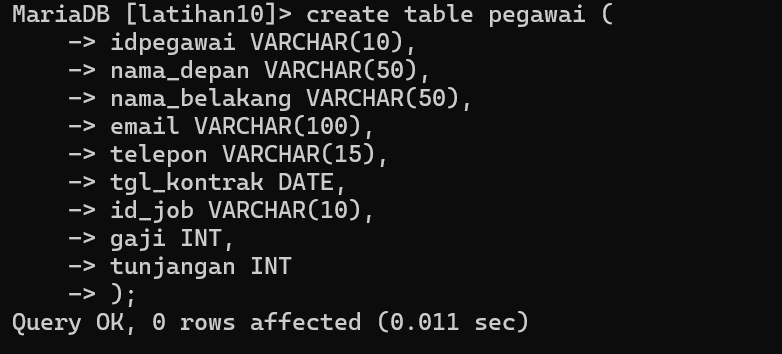 MariaDB [latihan10]> create table pegawai (
    -> idpegawai VARCHAR(10),
    -> nama_depan VARCHAR(50),
    -> nama_belakang VARCHAR(50),
    -> email VARCHAR(100),
    -> telepon VARCHAR(15),
    -> tgl_kontrak DATE,
    -> id_job VARCHAR(10),
    -> gaji INT,
    -> tunjangan INT
    -> );
Query OK, 0 rows affected (0.011 sec)